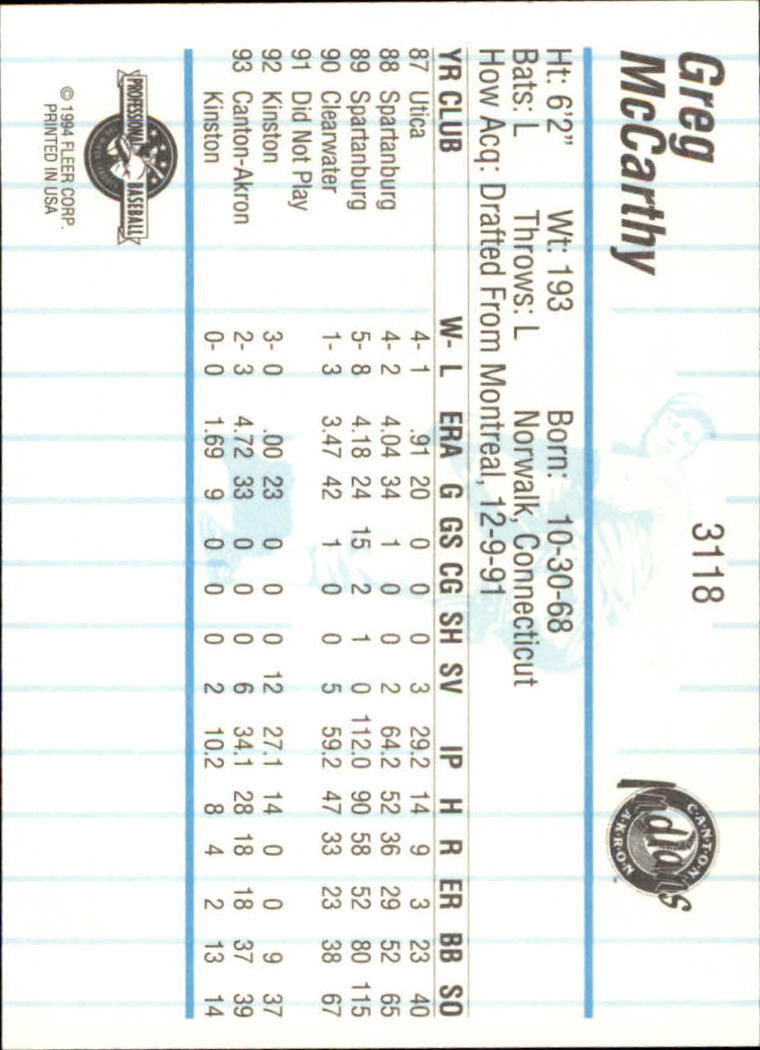 Greg
McCarthy
3118
CANTON
Indians
AKRON
Ht: 6'2" Wt: 193 Born: 10-30-68
Bats: L Throws: L Norwalk, Connecticut
How Acq: Drafted From Montreal, 12-9-91
YR CLUB W- L ERA G GS CG SH SV IP H R ER BB SO
87 Utica 4- 1 .91 20 0 0 0 3 29.2 14 9 3 23 40
88 Spartanburg 4- 2 4.04 34 1 0 0 2 64.2 52 36 29 52 65
89 Spartanburg 5- 8 4.18 24 15 2 1 0 112.0 90 58 52 80 115
90 Clearwater 1- 3 3.47 42 1 0 0 5 59.2 47 33 23 38 67
91 Did Not Play
92 Kinston 3- 0 .00 23 0 0 0 12 27.1 14 0 0 9 37
93 Canton-Akron 2- 3 4.72 33 0 0 0 6 34.1 28 18 18 37 39
Kinston 0- 0 1.69 9 0 0 0 2 10.2 8 4 2 13 14
PROFESSIONAL BASEBALL
© 1994 FLEER CORP.
PRINTED IN USA